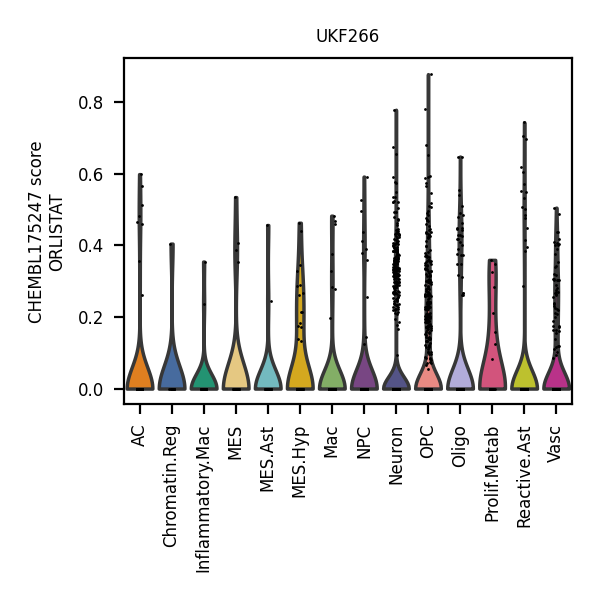 UKF266
CHEMBL175247 score
ORLISTAT
0.8
0.6
0.4
0.2
0.0
AC
Chromatin.Reg
Inflammatory.Mac
MES
MES.Ast
MES.Hyp
Mac
NPC
Neuron
OPC
Oligo
Prolif.Metab
Reactive.Ast
Vasc